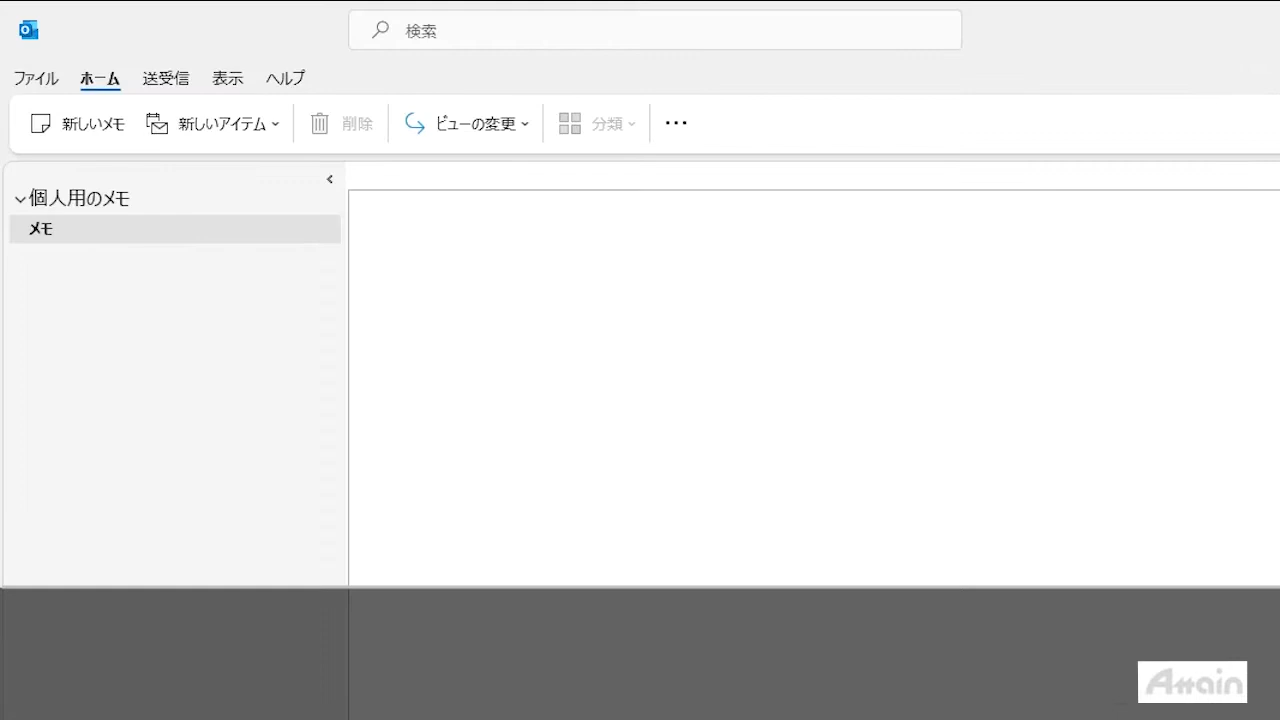 検索
ファイル ホーム 送受信 表示 ヘルプ
新しいメモ 新しいアイテム 削除 ビューの変更 分類 ...
個人用のメモ
メモ
Attain